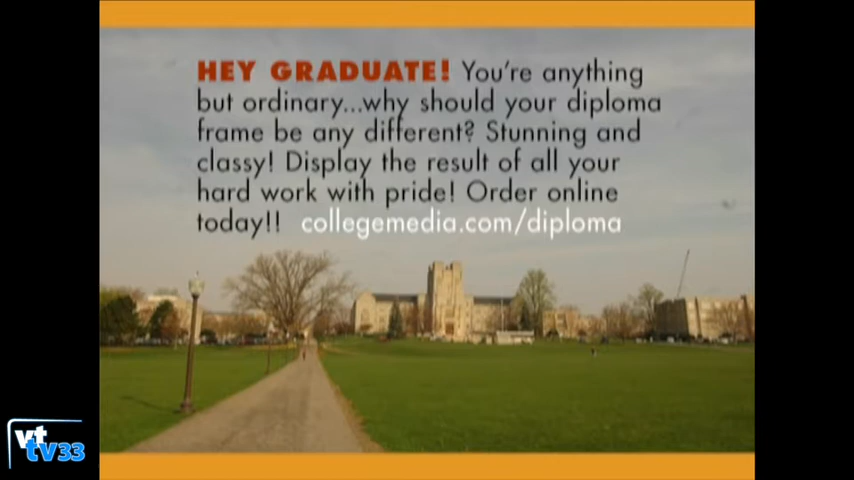 HEY GRADUATE! You're anything
but ordinary...why should your diploma
frame be any different? Stunning and
classy! Display the result of all your
hard work with pride! Order online
today!! collegemedia.com/diploma
vt
tv33